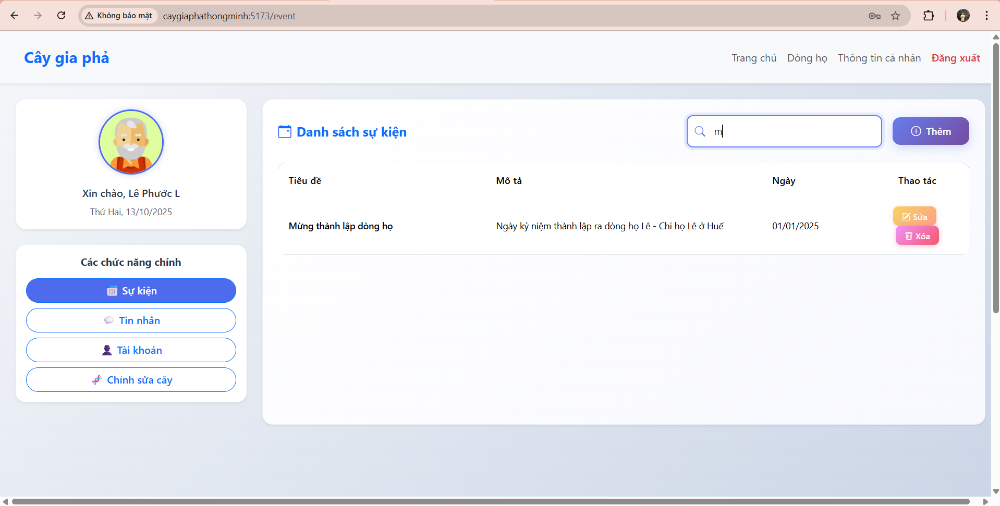 Không bảo mật
caygiaphathongminh:5173/event
Cây gia phả
Trang chủ Dòng họ Thông tin cá nhân Đăng xuất
Xin chào, Lê Phước L
Thứ Hai, 13/10/2025
Các chức năng chính
Sự kiện
Tin nhắn
Tài khoản
Chỉnh sửa cây
Danh sách sự kiện
m
Thêm
Tiêu đề Mô tả Ngày Thao tác
Mừng thành lập dòng họ Ngày kỷ niệm thành lập ra dòng họ Lê - Chi họ Lê ở Huế 01/01/2025
Sửa
Xóa